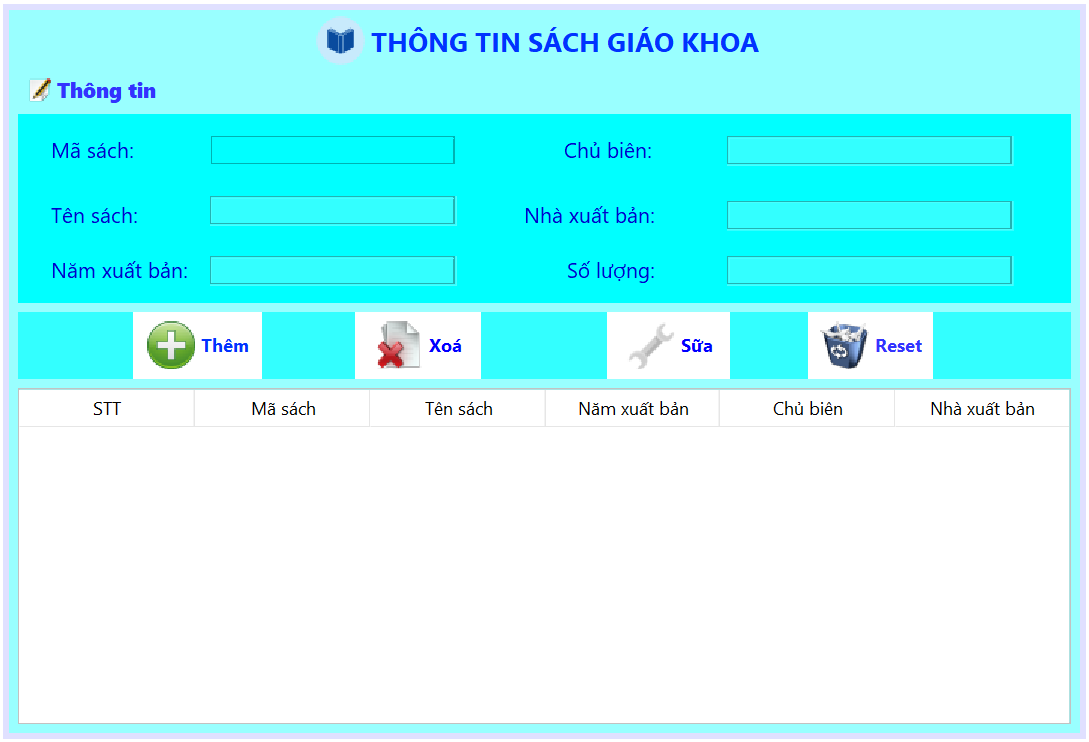 THÔNG TIN SÁCH GIÁO KHOA
Thông tin
Mã sách: Chủ biên:
Tên sách: Nhà xuất bản:
Năm xuất bản: Số lượng:
Thêm Xoá Sữa Reset
STT Mã sách Tên sách Năm xuất bản Chủ biên Nhà xuất bản